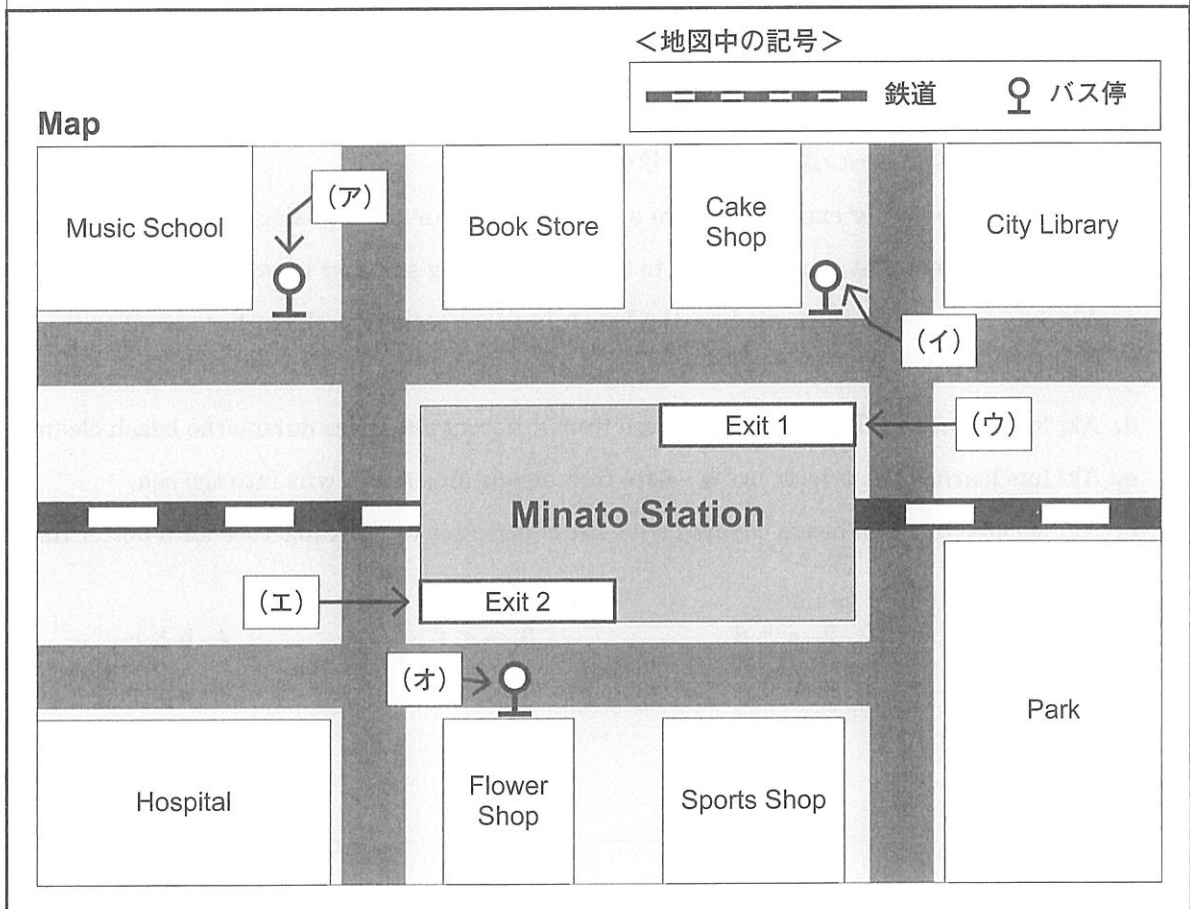 <地図中の記号>
鉄道 バス停
Map
(ア)
Music School
Book Store
Cake
Shop
City Library
(イ)
Exit 1
(ウ)
Minato Station
(エ)
Exit 2
(オ)
Park
Hospital
Flower
Shop
Sports Shop